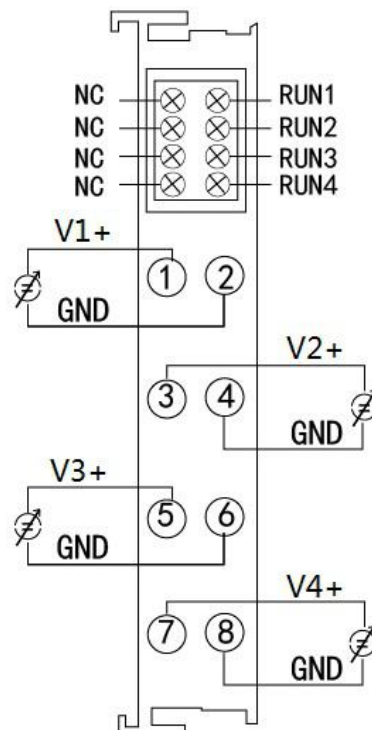 NC RUN1
NC RUN2
NC RUN3
NC RUN4
V1+
1 2
GND
V2+
3 4
GND
V3+
5 6
GND
V4+
7 8
GND